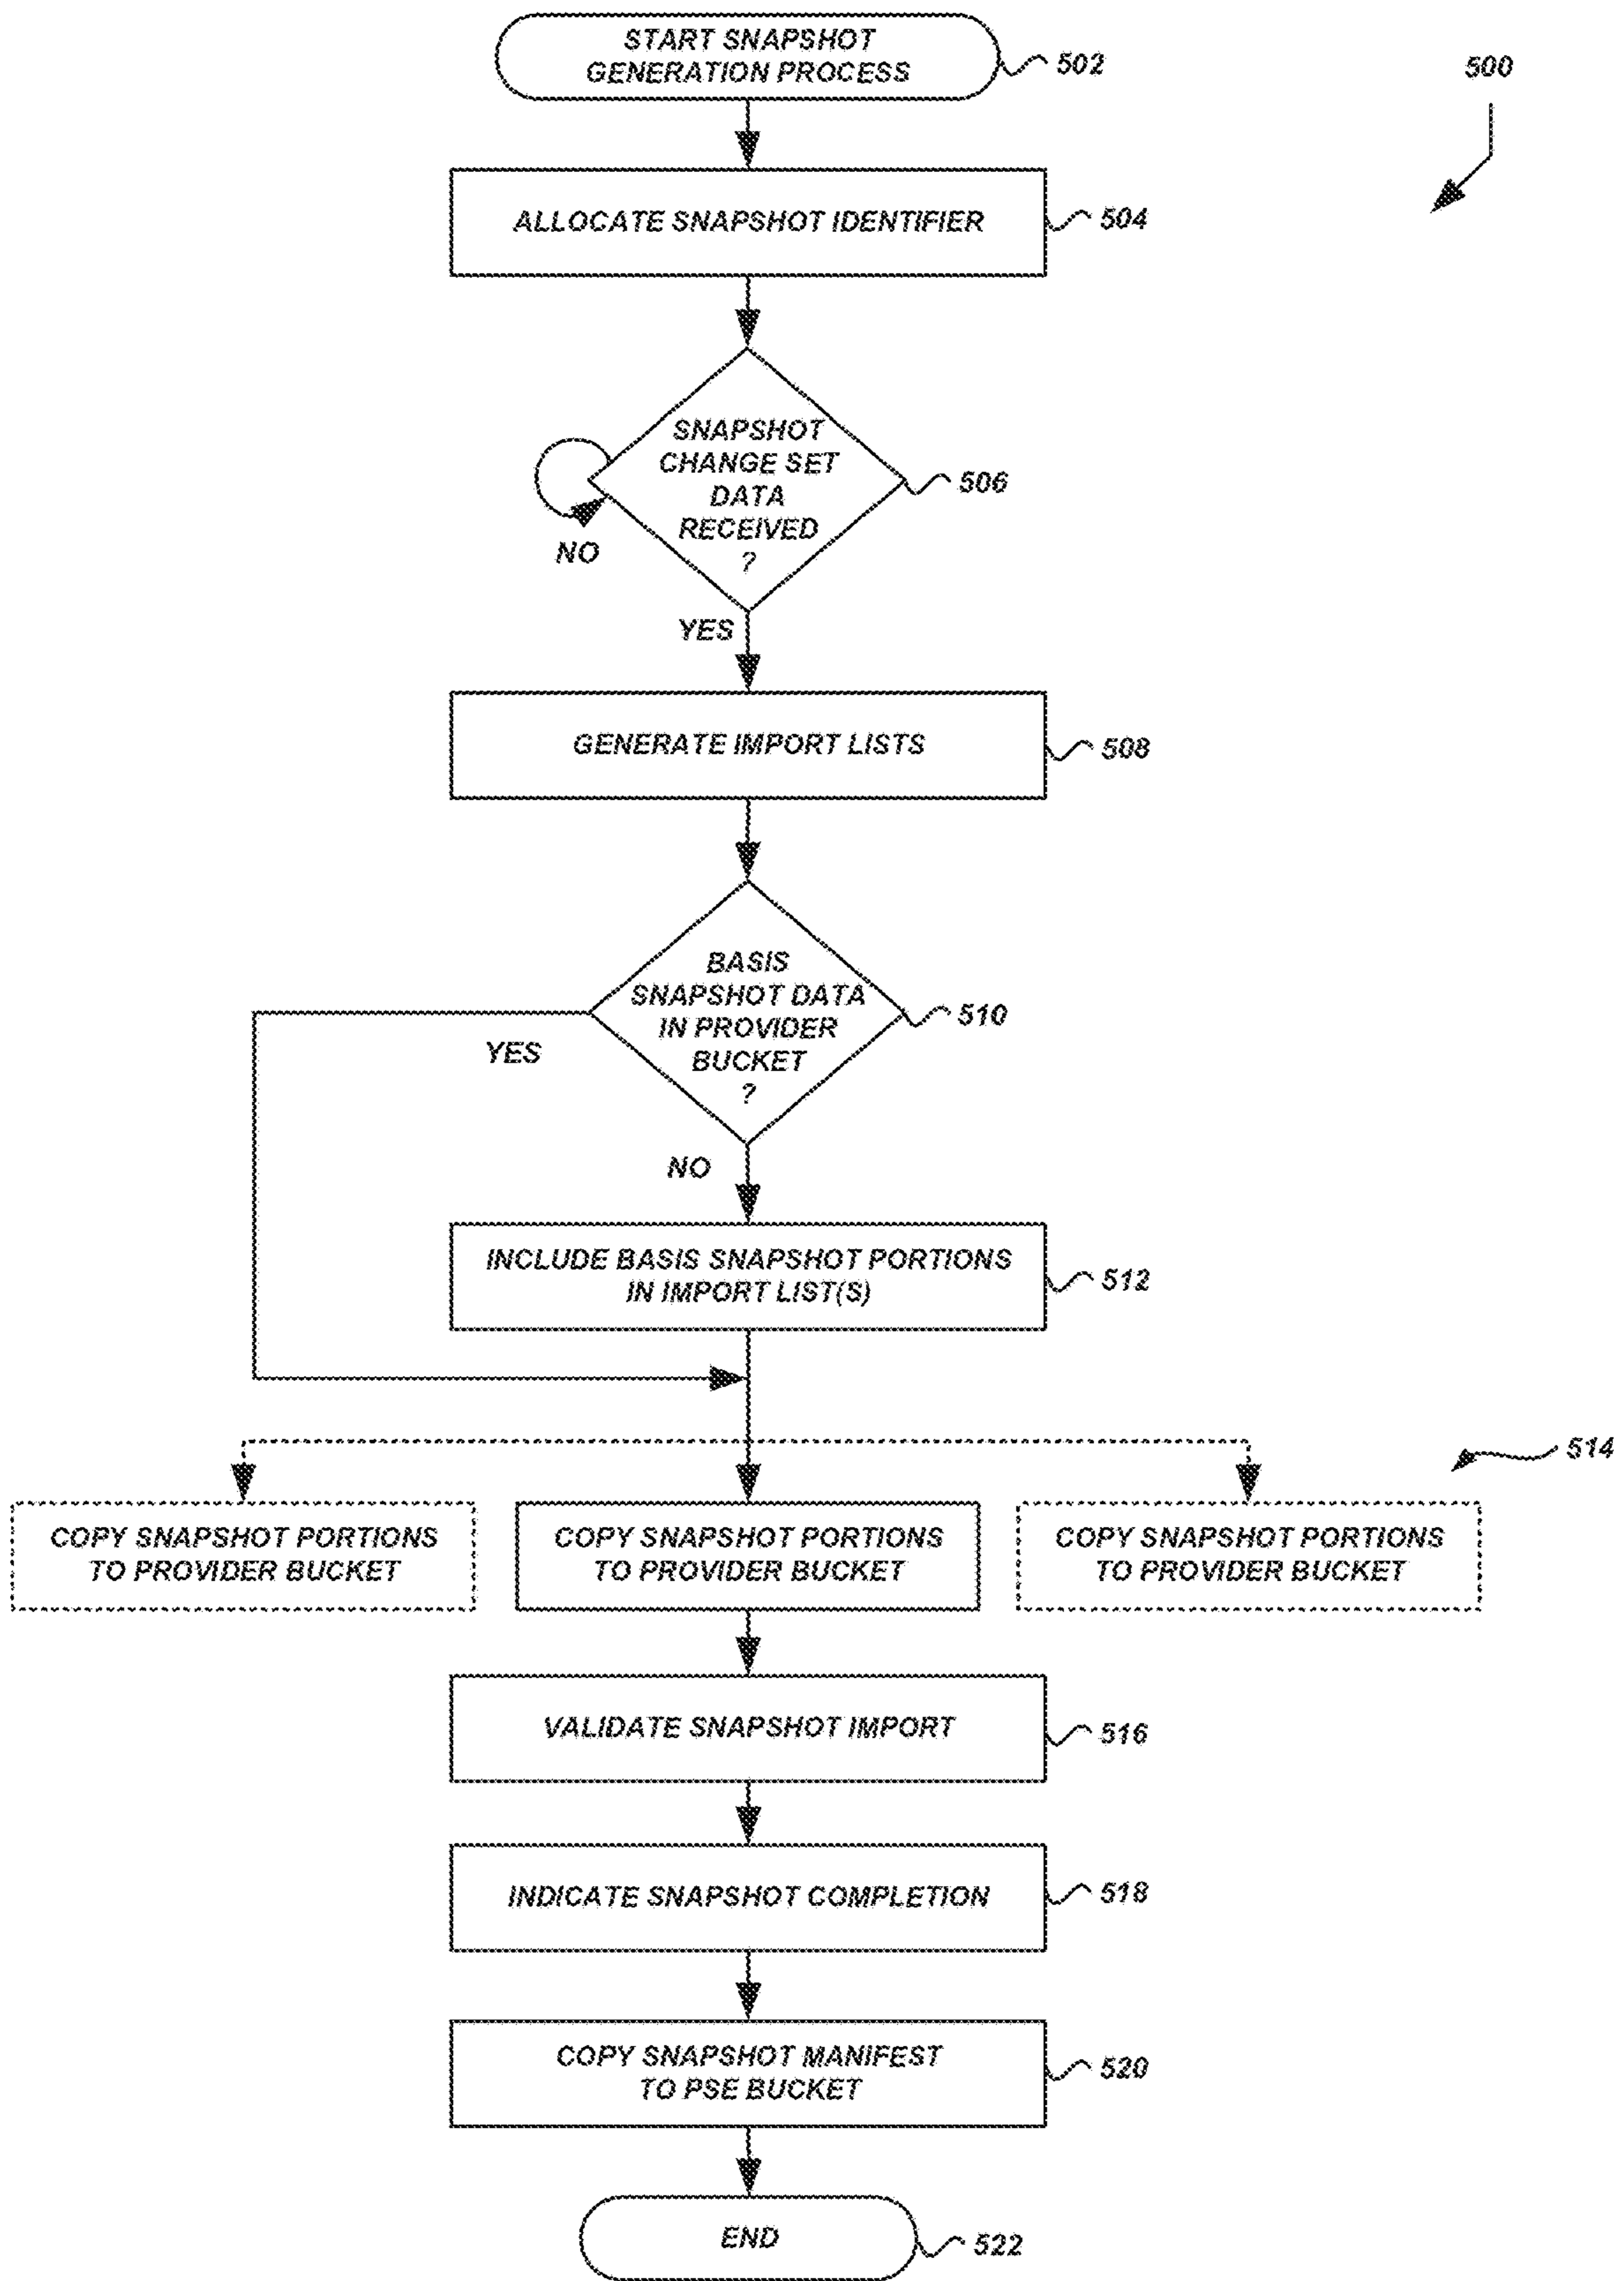 START SNAPSHOT
GENERATION PROCESS
502
500
ALLOCATE SNAPSHOT IDENTIFIER
504
SNAPSHOT
CHANGE SET
DATA
RECEIVED
?
506
NO
YES
GENERATE IMPORT LISTS
508
BASIS
SNAPSHOT DATA
IN PROVIDER
BUCKET
?
510
YES
NO
INCLUDE BASIS SNAPSHOT PORTIONS
IN IMPORT LIST(S)
512
514
COPY SNAPSHOT PORTIONS
TO PROVIDER BUCKET
COPY SNAPSHOT PORTIONS
TO PROVIDER BUCKET
COPY SNAPSHOT PORTIONS
TO PROVIDER BUCKET
VALIDATE SNAPSHOT IMPORT
516
INDICATE SNAPSHOT COMPLETION
518
COPY SNAPSHOT MANIFEST
TO PSE BUCKET
520
END
522